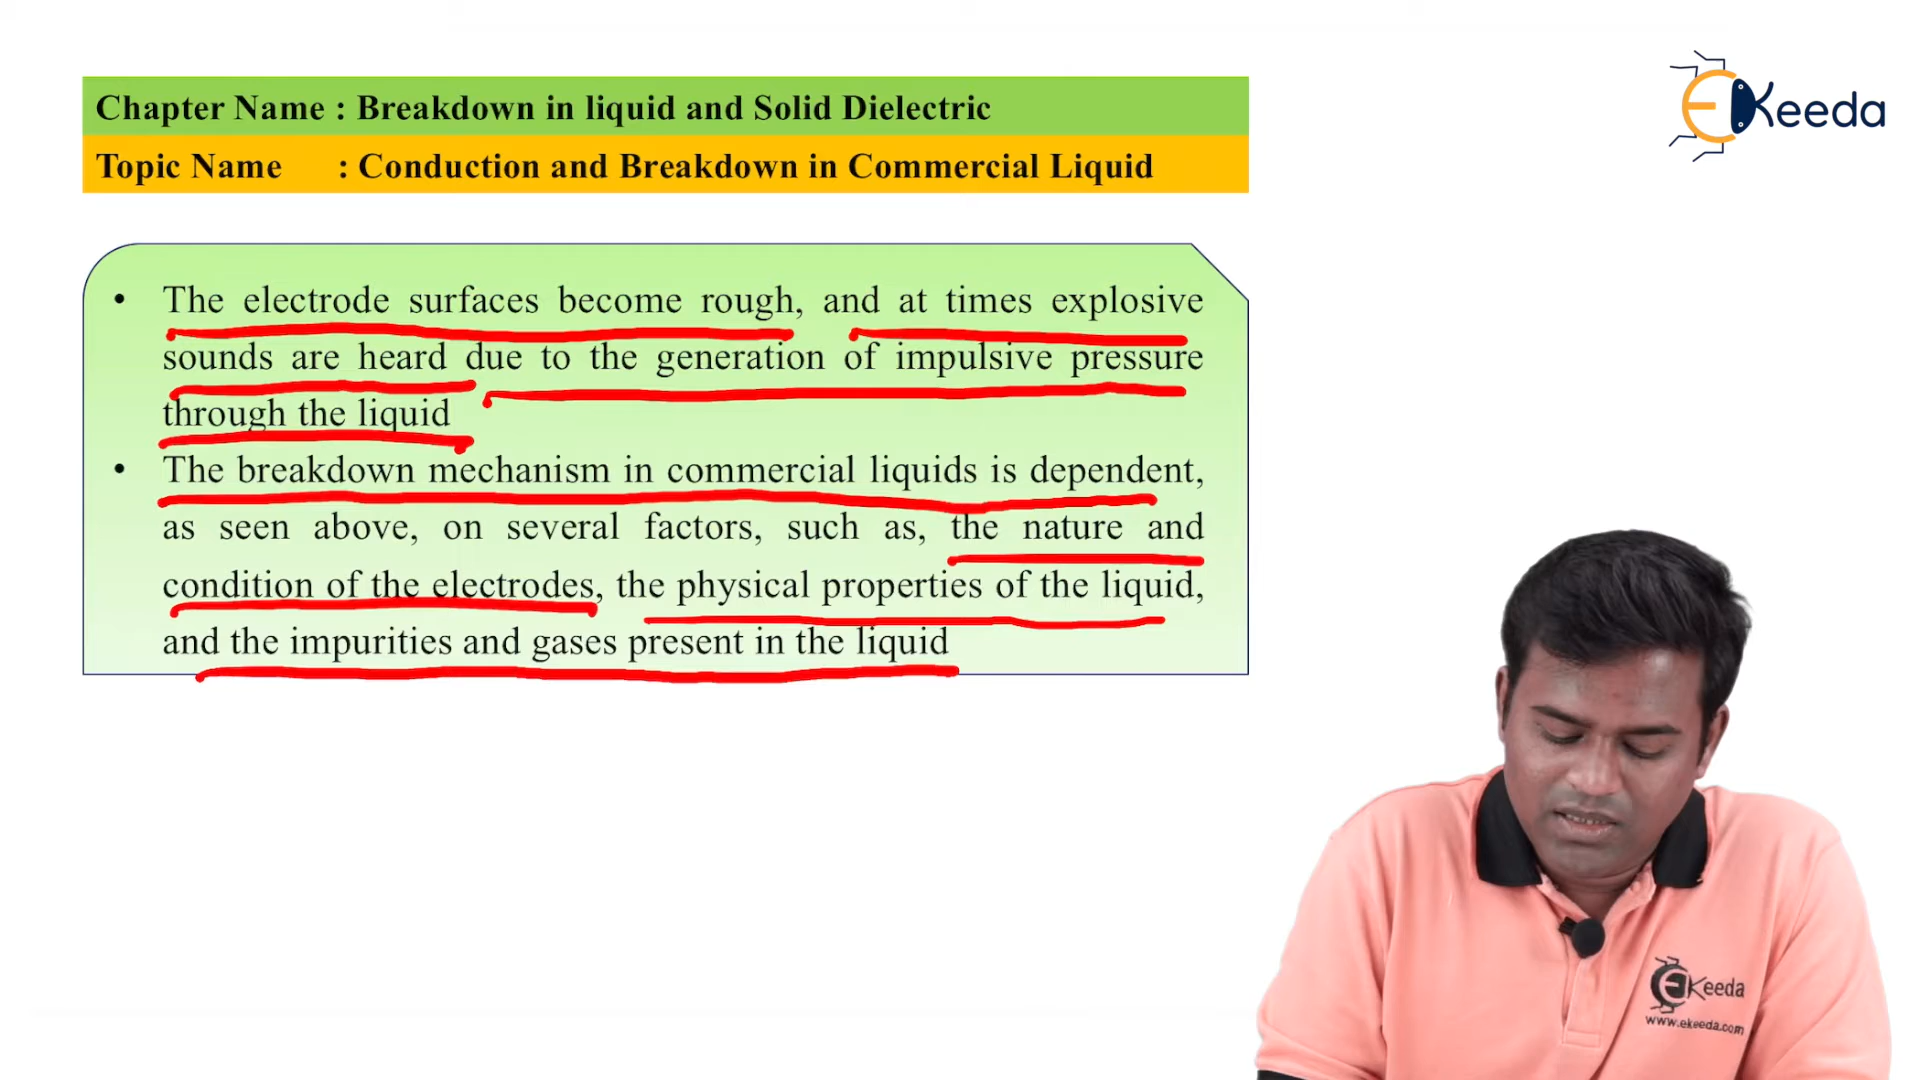 Chapter Name : Breakdown in liquid and Solid Dielectric
Topic Name : Conduction and Breakdown in Commercial Liquid
EKeeda
• The electrode surfaces become rough, and at times explosive
sounds are heard due to the generation of impulsive pressure
through the liquid
• The breakdown mechanism in commercial liquids is dependent,
as seen above, on several factors, such as, the nature and
condition of the electrodes, the physical properties of the liquid,
and the impurities and gases present in the liquid
EKeeda
www.ekeeda.com